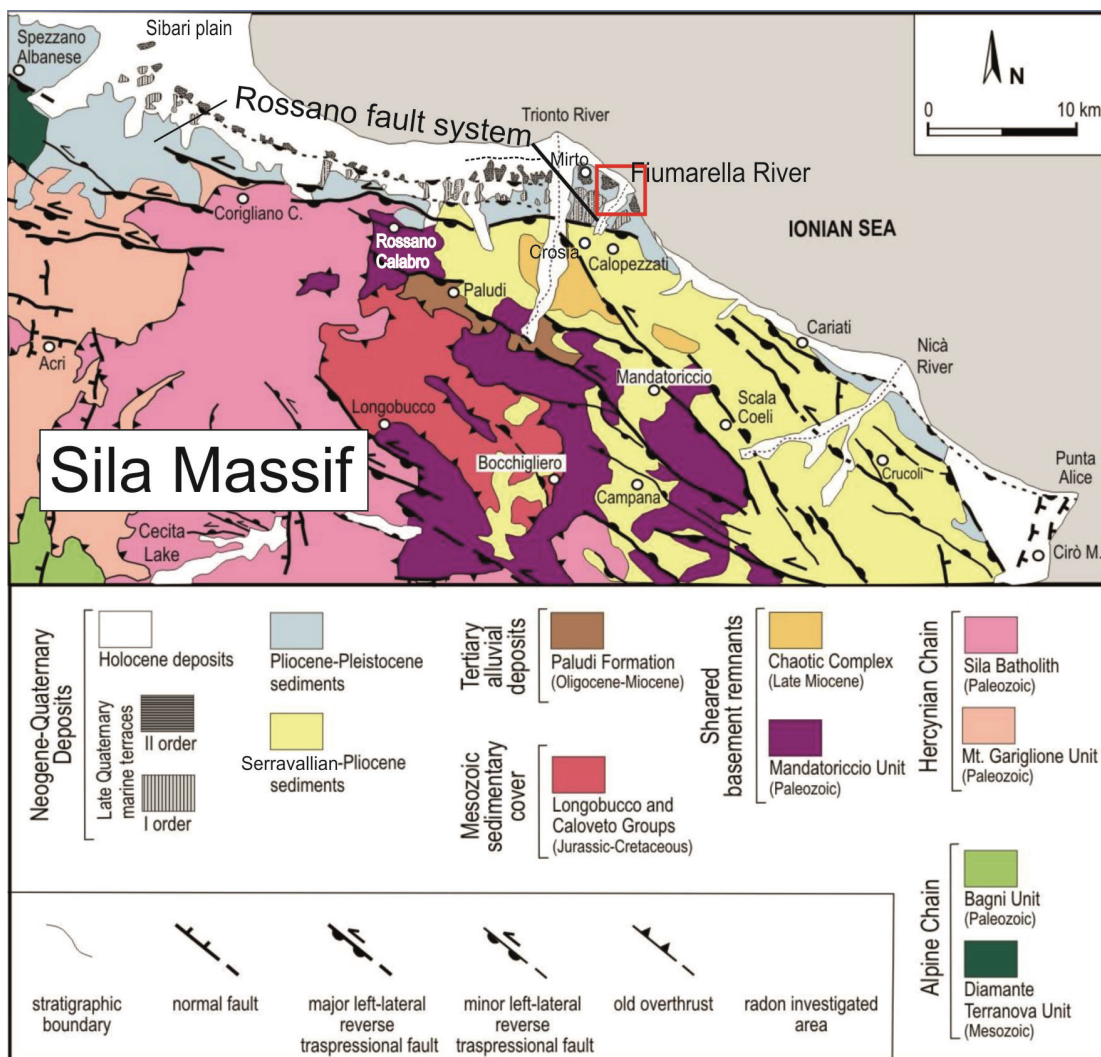 Spezzano
Albanese
Sibari plain
Rossano fault system
Trionto River
Mirto
Fiumarella River
N
0
10 km
IONIAN SEA
Corigliano C.
Rossano
Calabro
Crosia
Calopezzati
Paludi
Acri
Cariati
Nicà
River
Mandatoriccio
Longobucco
Scala
Coeli
Sila Massif
Bocchigliero
Campana
Crucoli
Punta
Alice
Cecita
Lake
Cirò M.
Neogene-Quaternary
Deposits
Holocene deposits
Late Quaternary
marine terraces
II order
I order
Pliocene-Pleistocene
sediments
Serravallian-Pliocene
sediments
Tertiary
alluvial
deposits
Paludi Formation
(Oligocene-Miocene)
Mesozoic
sedimentary
cover
Longobucco and
Caloveto Groups
(Jurassic-Cretaceous)
Sheared
basement remnants
Chaotic Complex
(Late Miocene)
Mandatoriccio Unit
(Paleozoic)
Hercynian Chain
Sila Batholith
(Paleozoic)
Mt. Gariglione Unit
(Paleozoic)
Alpine Chain
Bagni Unit
(Paleozoic)
Diamante
Terranova Unit
(Mesozoic)
stratigraphic
boundary
normal fault
major left-lateral
reverse
traspressional fault
minor left-lateral
reverse
traspressional fault
old overthrust
radon investigated
area